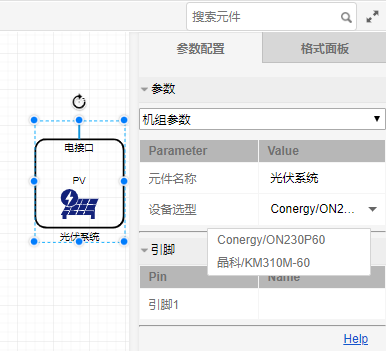 搜索元件
参数配置
格式面板
参数
机组参数
Parameter Value
元件名称 光伏系统
设备选型 Conergy/ON2...
Conergy/ON230P60
晶科/KM310M-60
引脚
Pin Name
引脚1
Help
电接口
PV
光伏系统